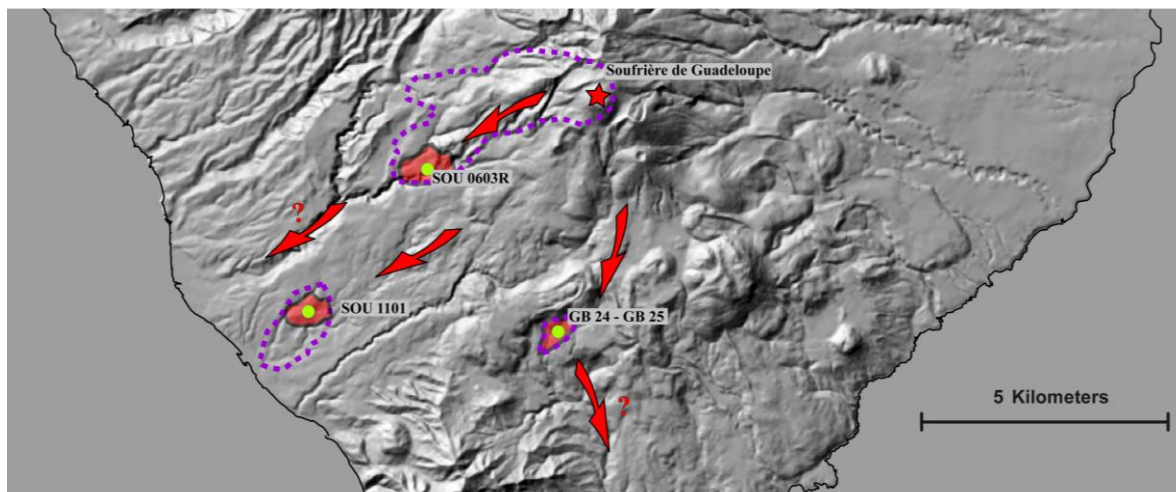 Soufrière de Guadeloupe
SOU 0603R
?
SOU 1101
GB 24 - GB 25
?
5 Kilometers